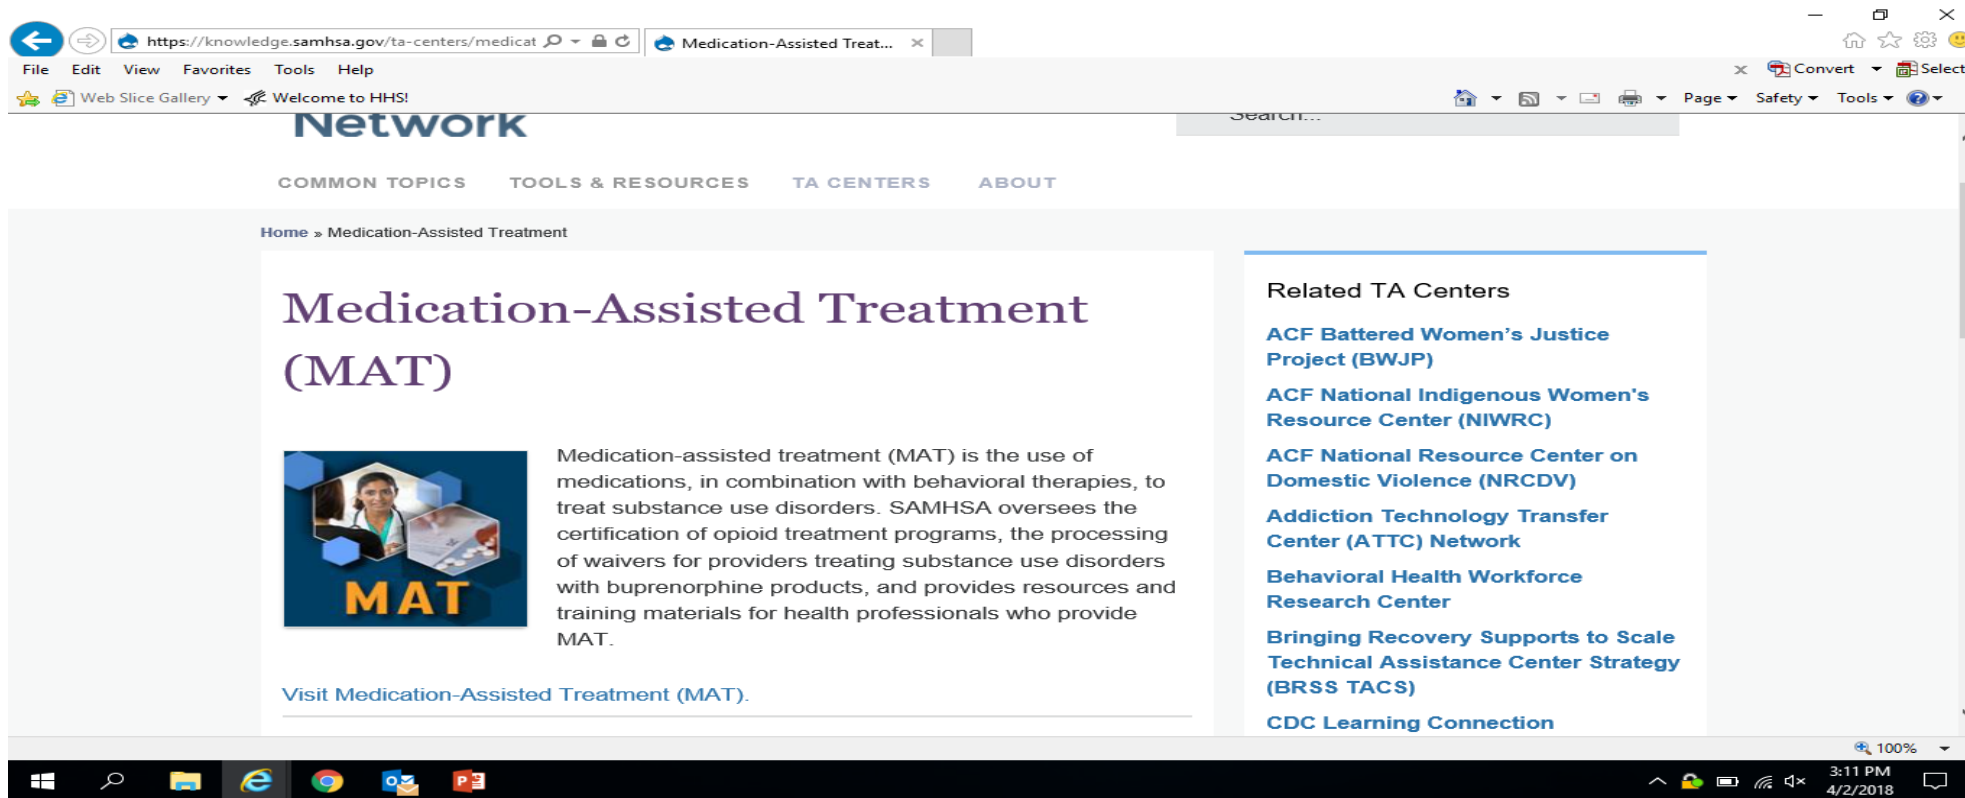 https://knowledge.samhsa.gov/ta-centers/medicat
Medication-Assisted Treat...
File Edit View Favorites Tools Help
Convert Select
Web Slice Gallery Welcome to HHS!
Page Safety Tools
Network
Search...
COMMON TOPICS TOOLS & RESOURCES TA CENTERS ABOUT
Home » Medication-Assisted Treatment
Medication-Assisted Treatment
(MAT)
MAT
Medication-assisted treatment (MAT) is the use of
medications, in combination with behavioral therapies, to
treat substance use disorders. SAMHSA oversees the
certification of opioid treatment programs, the processing
of waivers for providers treating substance use disorders
with buprenorphine products, and provides resources and
training materials for health professionals who provide
MAT.
Visit Medication-Assisted Treatment (MAT).
Related TA Centers
ACF Battered Women’s Justice
Project (BWJP)
ACF National Indigenous Women's
Resource Center (NIWRC)
ACF National Resource Center on
Domestic Violence (NRCDV)
Addiction Technology Transfer
Center (ATTC) Network
Behavioral Health Workforce
Research Center
Bringing Recovery Supports to Scale
Technical Assistance Center Strategy
(BRSS TACS)
CDC Learning Connection
100%
3:11 PM
4/2/2018